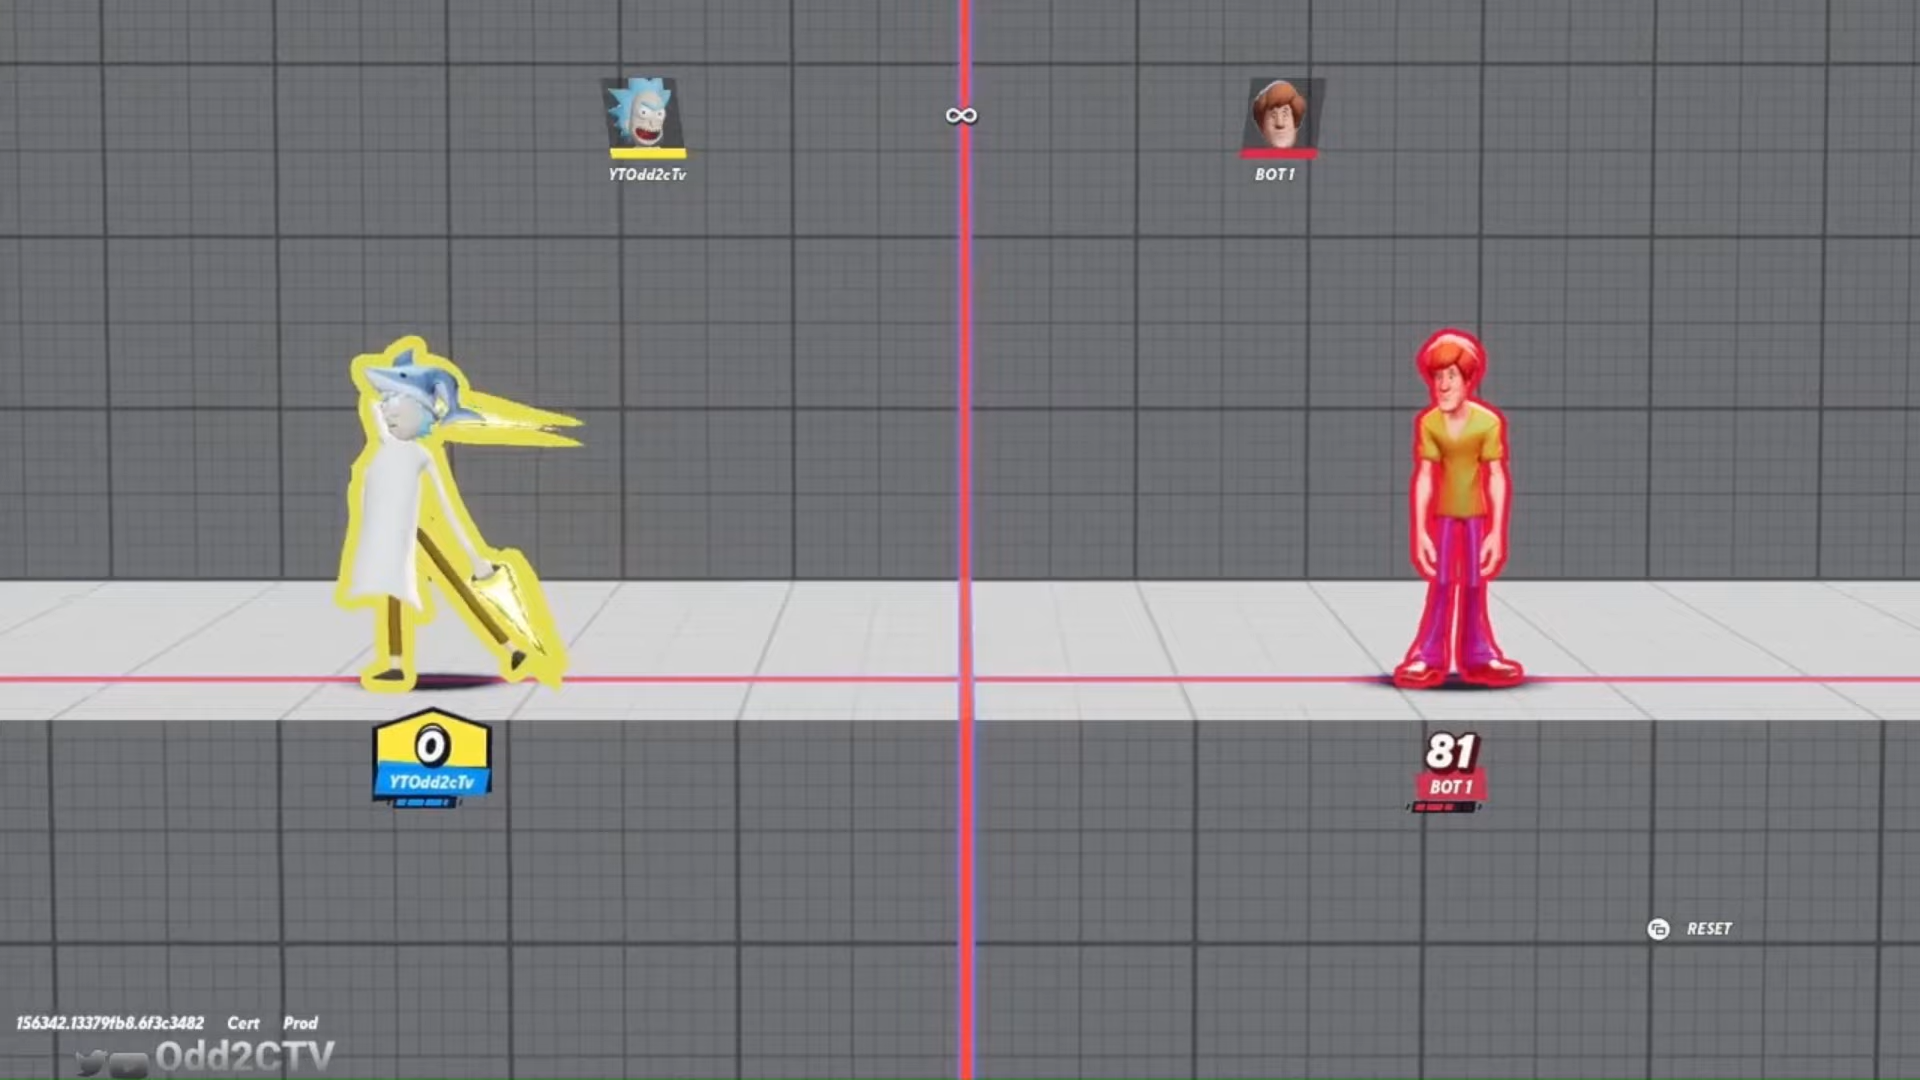 ∞
YTOdd2cTv
BOT 1
0
YTOdd2cTv
81
BOT 1
RESET
156342.13379fb8.6f3c3482 Cert Prod
Odd2CTV